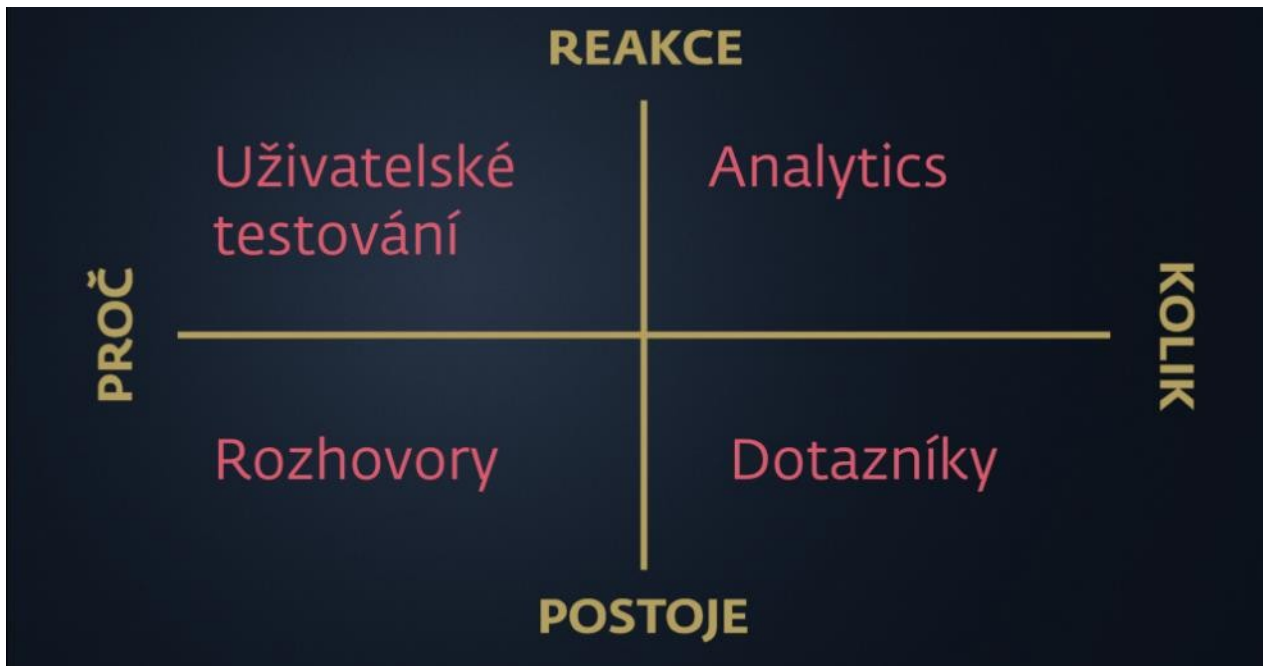 REAKCE
Uživatelské
testování
Analytics
PROČ
KOLIK
Rozhovory
Dotazníky
POSTOJE